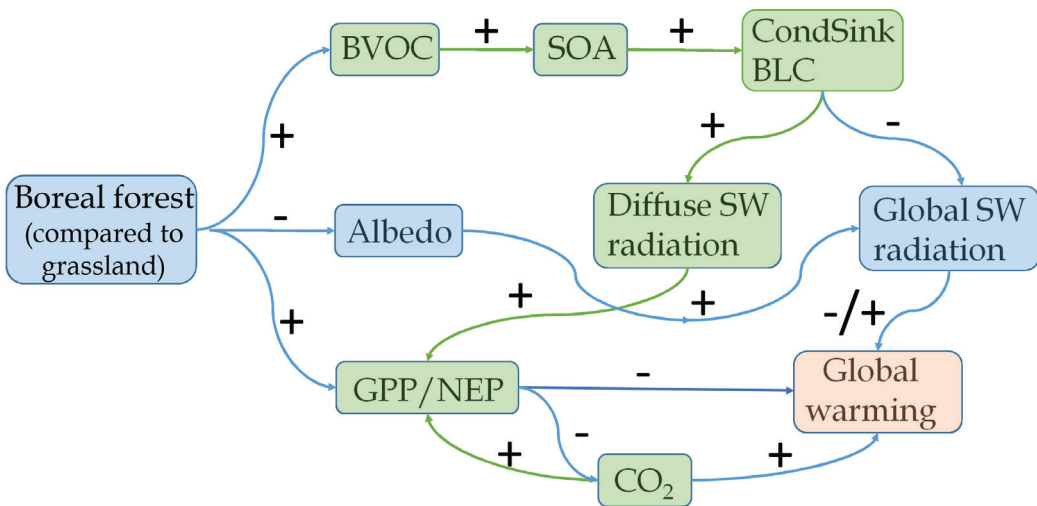 BVOC
+
SOA
+
CondSink
BLC
+
+
-
Boreal forest
(compared to
grassland)
-
Albedo
Diffuse SW
radiation
Global SW
radiation
+
+
+
-/+
GPP/NEP
-
Global
warming
-
+
CO₂
+